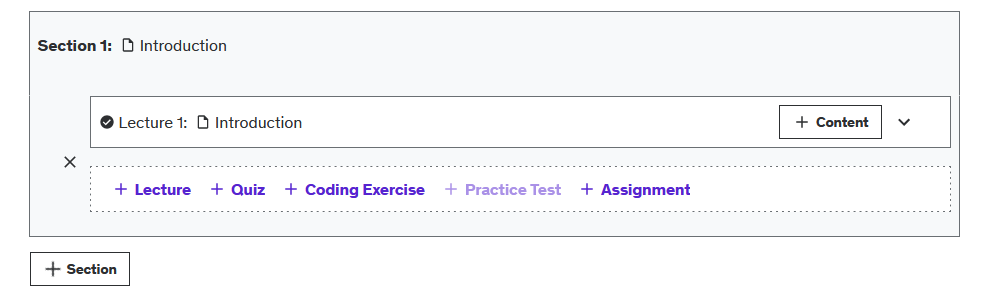 Section 1: Introduction
Lecture 1: Introduction + Content
+ Lecture + Quiz + Coding Exercise + Practice Test + Assignment
+ Section